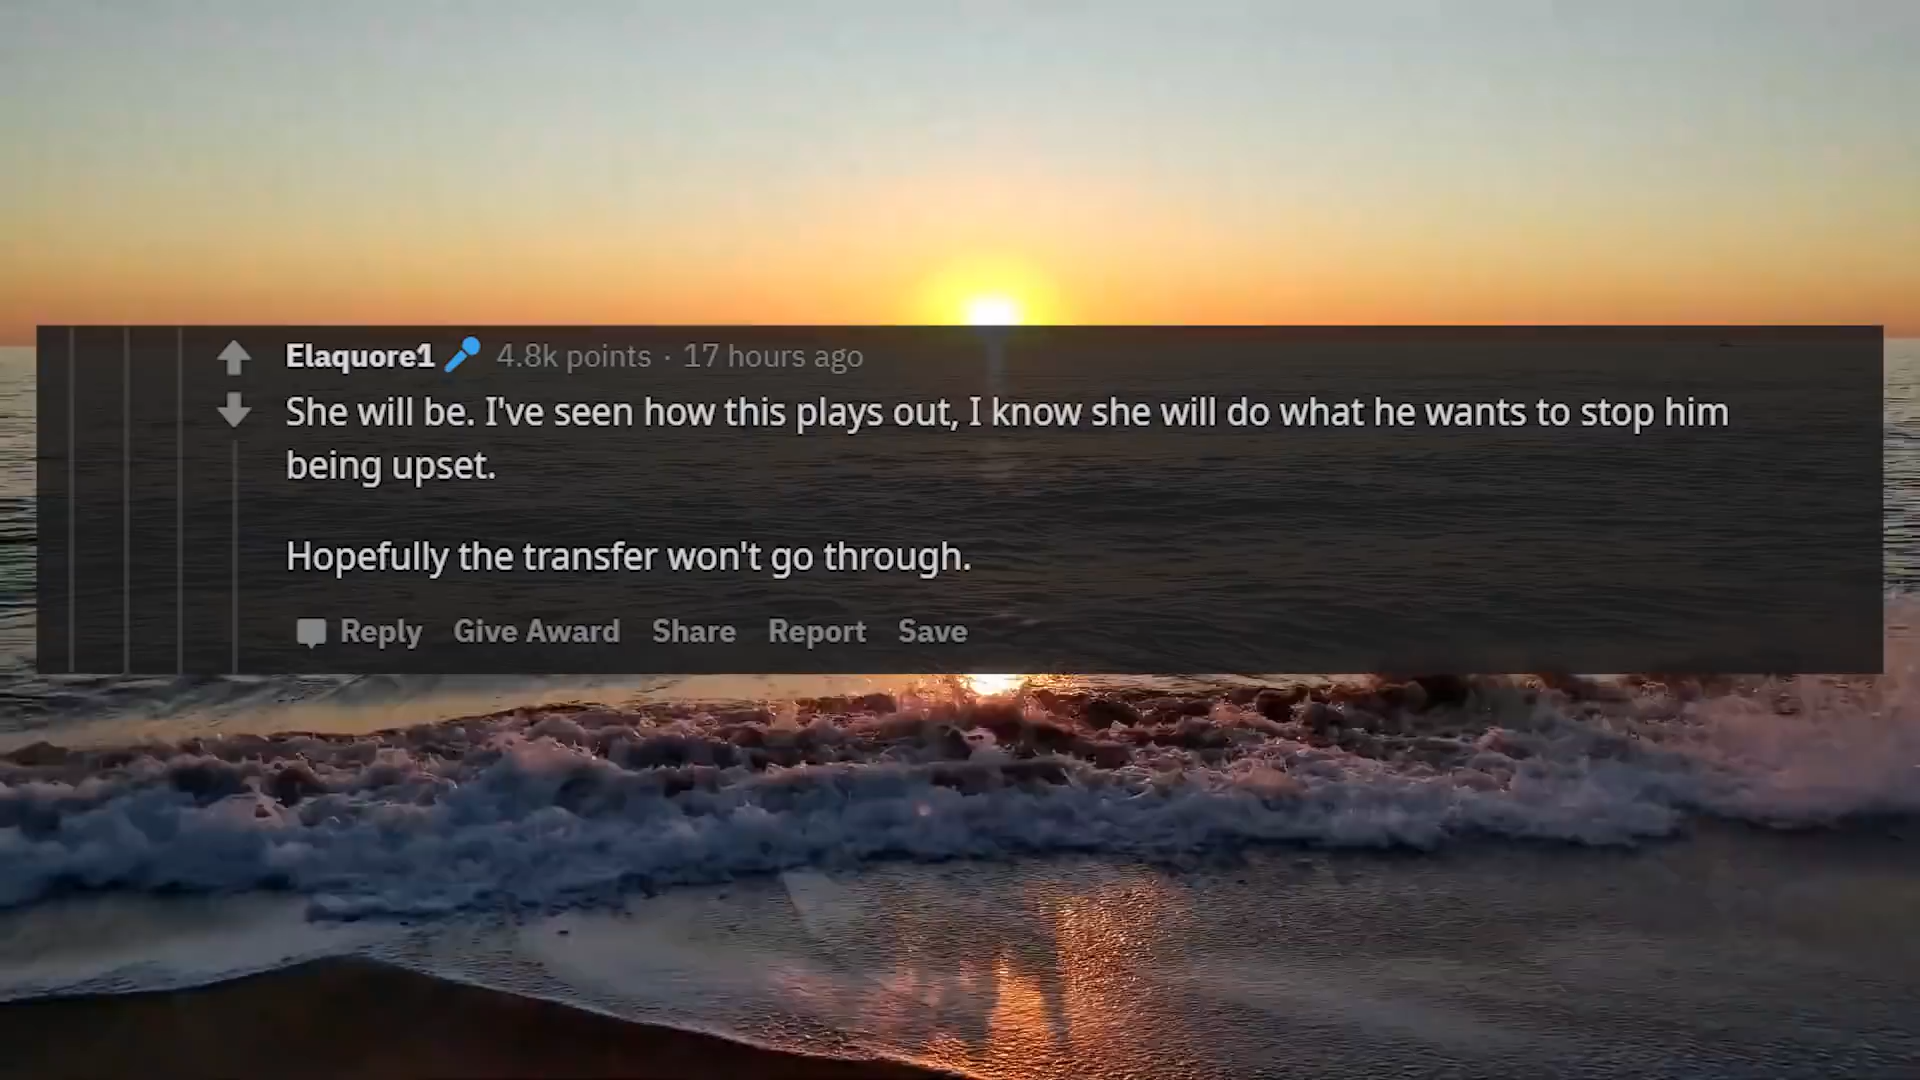 Elaquore1 4.8k points · 17 hours ago
She will be. I've seen how this plays out, I know she will do what he wants to stop him
being upset.
Hopefully the transfer won't go through.
Reply Give Award Share Report Save